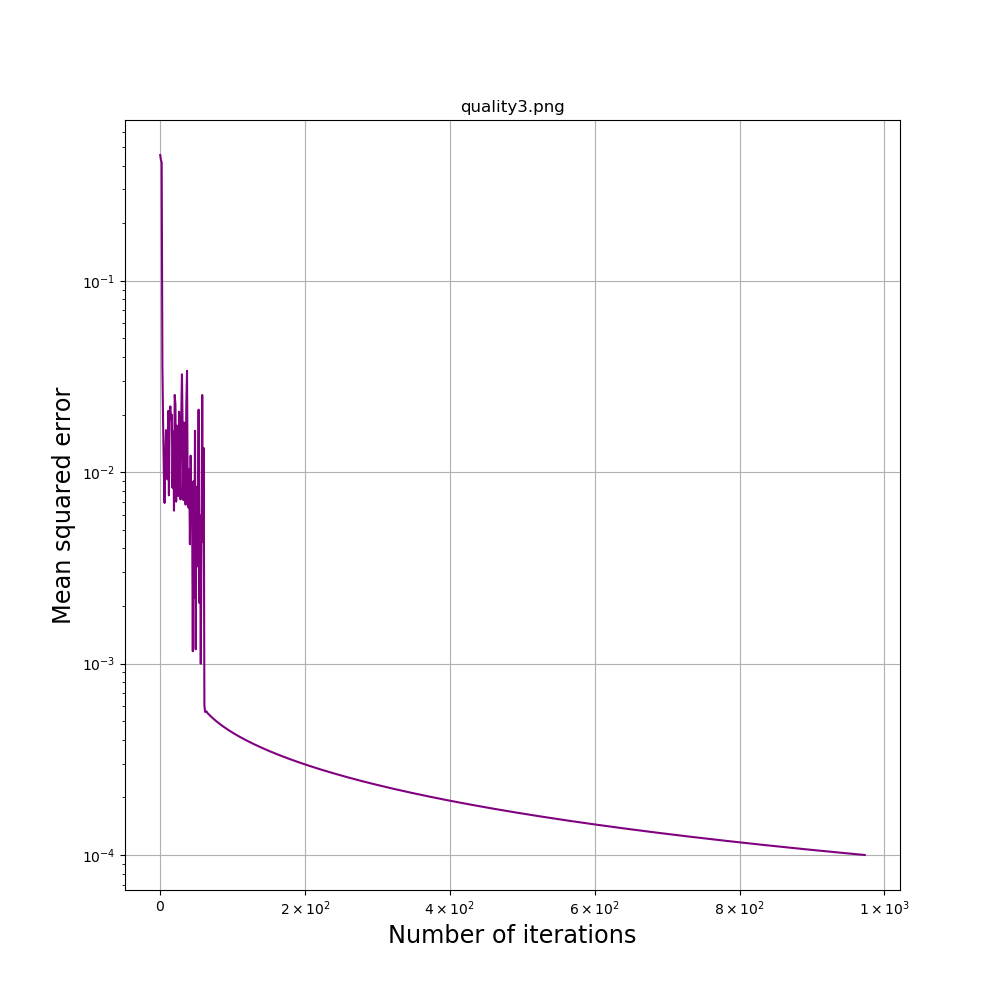 quality3.png
Mean squared error
10⁻¹
10⁻²
10⁻³
10⁻⁴
0
2 × 10²
4 × 10²
6 × 10²
8 × 10²
1 × 10³
Number of iterations